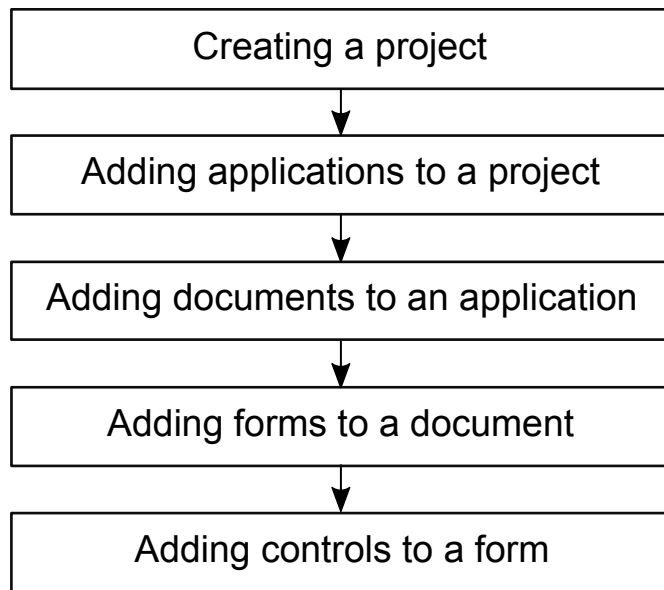 Creating a project
Adding applications to a project
Adding documents to an application
Adding forms to a document
Adding controls to a form